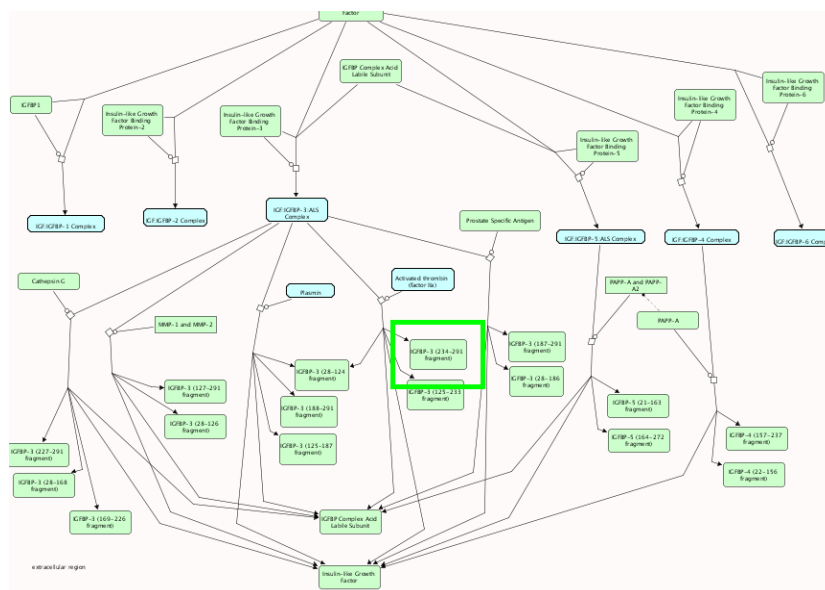 Factor
IGFBP Complex Acid
Labile Subunit
Insulin-like Growth
Factor Binding
Protein-6
IGFBP1
Insulin-like Growth
Factor Binding
Protein-2
Insulin-like Growth
Factor Binding
Protein-3
Insulin-like Growth
Factor Binding
Protein-4
Insulin-like Growth
Factor Binding
Protein-5
IGF:IGFBP-1 Complex
IGF:IGFBP-2 Complex
IGF:IGFBP-3:ALS
Complex
Prostate Specific Antigen
IGF:IGFBP-5:ALS Complex
IGF:IGFBP-4 Complex
IGF:IGFBP-6 Comp
Cathepsin G
Plasmin
Activated thrombin
(factor IIa)
PAPP-A and PAPP-
A2
MMP-1 and MMP-2
PAPP-A
IGFBP-3 (234-291
fragment)
IGFBP-3 (187-291
fragment)
IGFBP-3 (28-124
fragment)
IGFBP-3 (28-186
fragment)
IGFBP-3 (127-291
fragment)
IGFBP-3 (125-233
fragment)
IGFBP-3 (188-291
fragment)
IGFBP-5 (21-163
fragment)
IGFBP-3 (28-126
fragment)
IGFBP-3 (125-187
fragment)
IGFBP-5 (164-272
fragment)
IGFBP-4 (157-237
fragment)
IGFBP-3 (227-291
fragment)
IGFBP-3 (28-168
fragment)
IGFBP-4 (22-156
fragment)
IGFBP-3 (169-226
fragment)
IGFBP Complex Acid
Labile Subunit
extracellular region
Insulin-like Growth
Factor